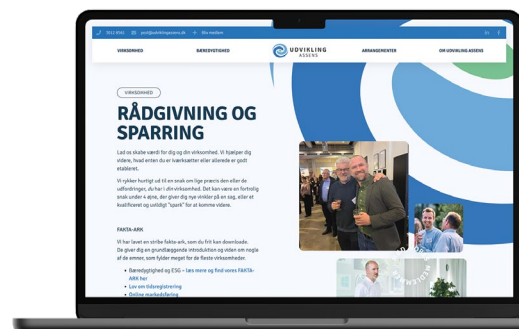 5052 8565 post@udviklingassens.dk Bliv medlem
VIRKSOMHED BÆREDYGTIGHED UDVIKLING ASSENS ARRANGEMENTER OM UDVIKLING ASSENS
VIRKSOMHED
RÅDGIVNING OG
SPARRING
Lad os skabe værdi for dig og din virksomhed. Vi hjælper dig
videre, hvad enten du er iværksætter eller allerede er godt
etableret.
Vi rykker hurtigt ud til en snak om lige præcis den eller de
udfordringer, du har i din virksomhed. Det kan være en fortrolig
snak under 4 øjne, der giver dig nye vinkler på en sag, eller et
kvalificeret og uvildigt "spark" for at komme videre.
FAKTA-ARK
Vi har lavet en stribe fakta-ark, som du frit kan downloade.
De giver dig en grundlæggende introduktion og viden om nogle
af de emner, som fylder meget for de fleste virksomheder.
• Bæredygtighed og ESG – læs mere og find vores FAKTA-
ARK her
• Lov om tidsregistrering
• Online markedsføring